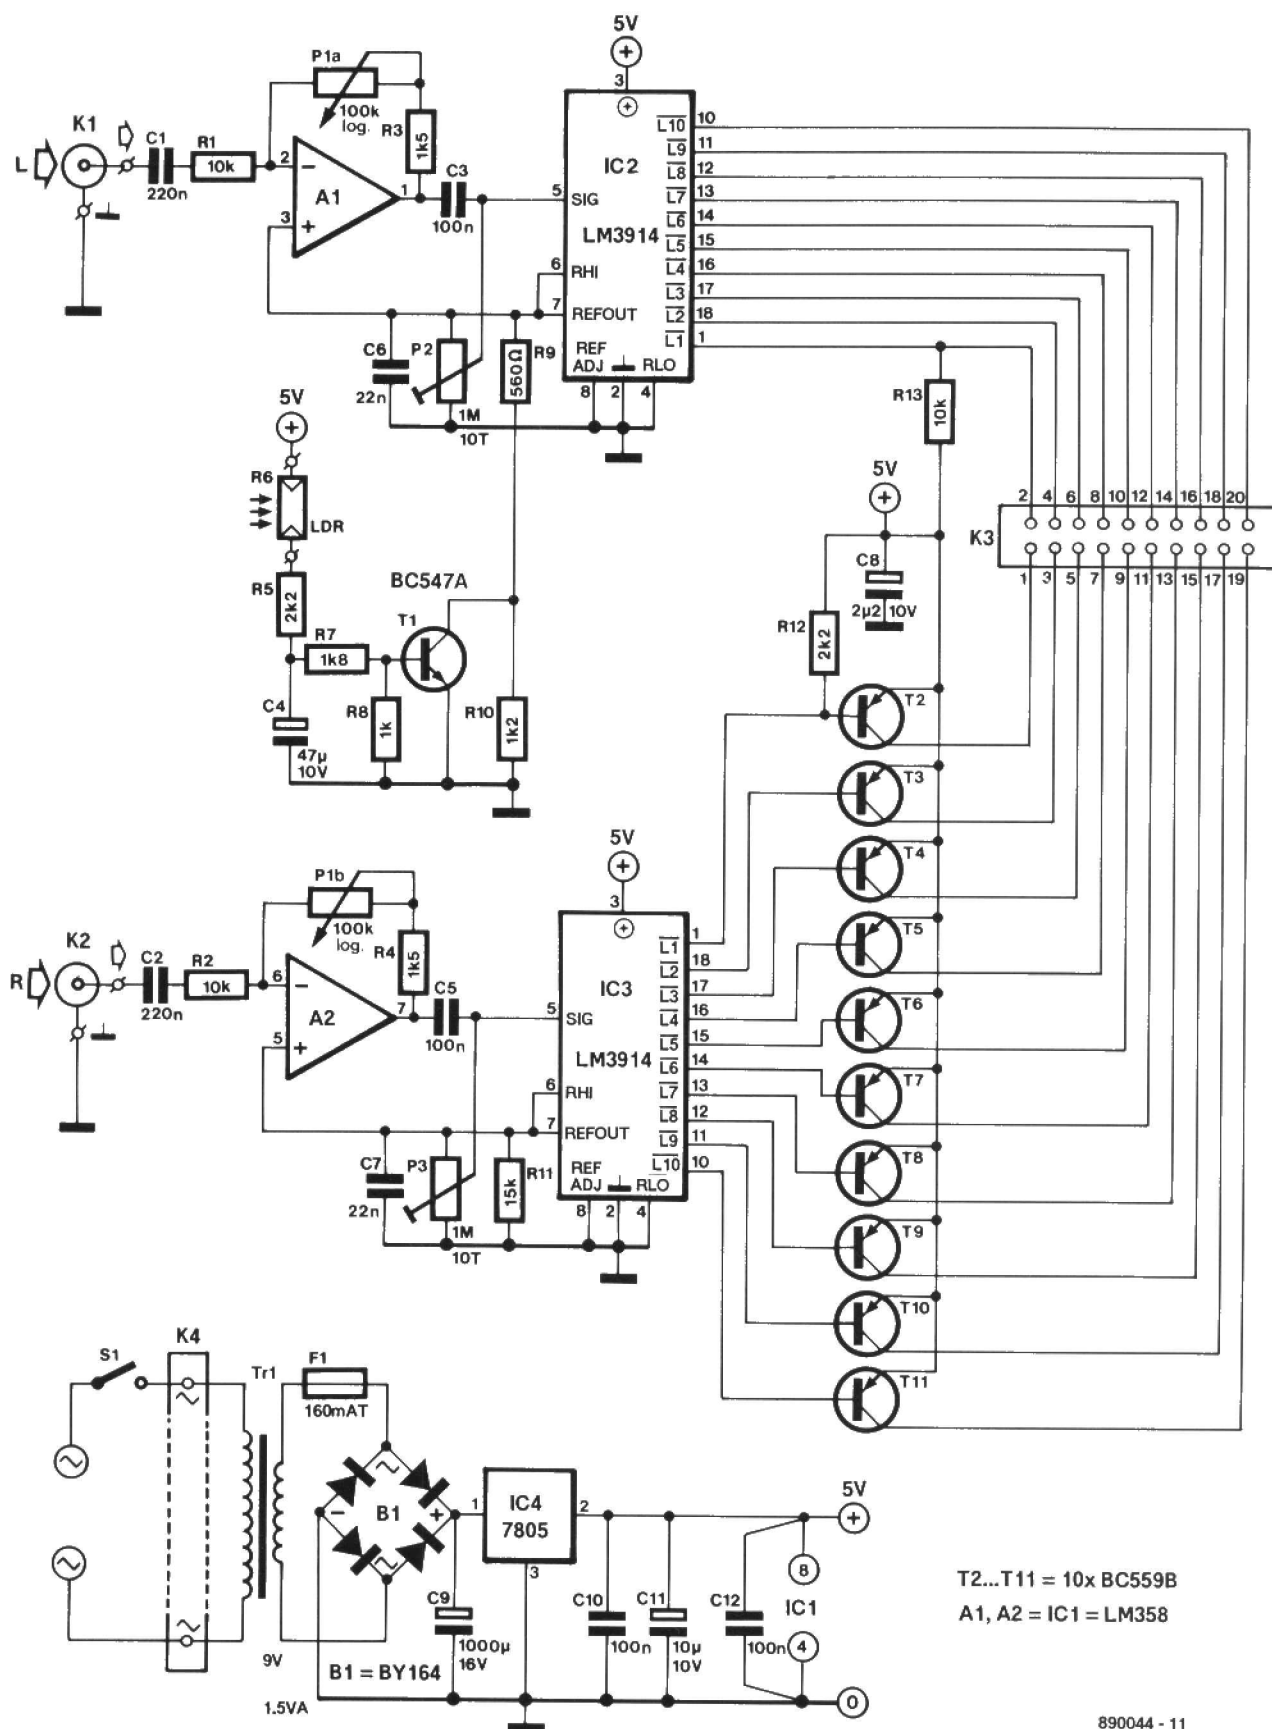 5V
P1a
100k
log.
R3
1k5
3
K1
L
C1
220n
R1
10k
2
−
A1
1
3
+
C3
100n
5
SIG
IC2
LM3914
6
RHI
7
REFOUT
REF
ADJ
RLO
8
2
4
L10
10
L9
11
L8
12
L7
13
L6
14
L5
15
L4
16
L3
17
L2
18
L1
1
C6
22n
P2
1M
10T
R9
560Ω
R13
10k
5V
R6
LDR
R5
2k2
R7
1k8
BC547A
T1
C4
47µ
10V
R8
1k
R10
1k2
5V
C8
2µ2 10V
R12
2k2
2 4 6 8 10 12 14 16 18 20
K3
1 3 5 7 9 11 13 15 17 19
T2
T3
T4
T5
T6
T7
T8
T9
T10
T11
5V
P1b
100k
log.
R4
1k5
3
K2
R
C2
220n
R2
10k
6
−
A2
7
5
+
C5
100n
5
SIG
IC3
LM3914
6
RHI
7
REFOUT
REF
ADJ
RLO
8
2
4
L1
1
L2
18
L3
17
L4
16
L5
15
L6
14
L7
13
L8
12
L9
11
L10
10
C7
22n
P3
1M
10T
R11
15k
S1
K4
Tr1
F1
160mAT
−
B1
+
9V
1.5VA
B1 = BY164
1
IC4
7805
2
3
C9
1000µ
16V
C10
100n
C11
10µ
10V
C12
100n
8
IC1
4
5V
+
0
T2...T11 = 10x BC559B
A1, A2 = IC1 = LM358
890044 - 11